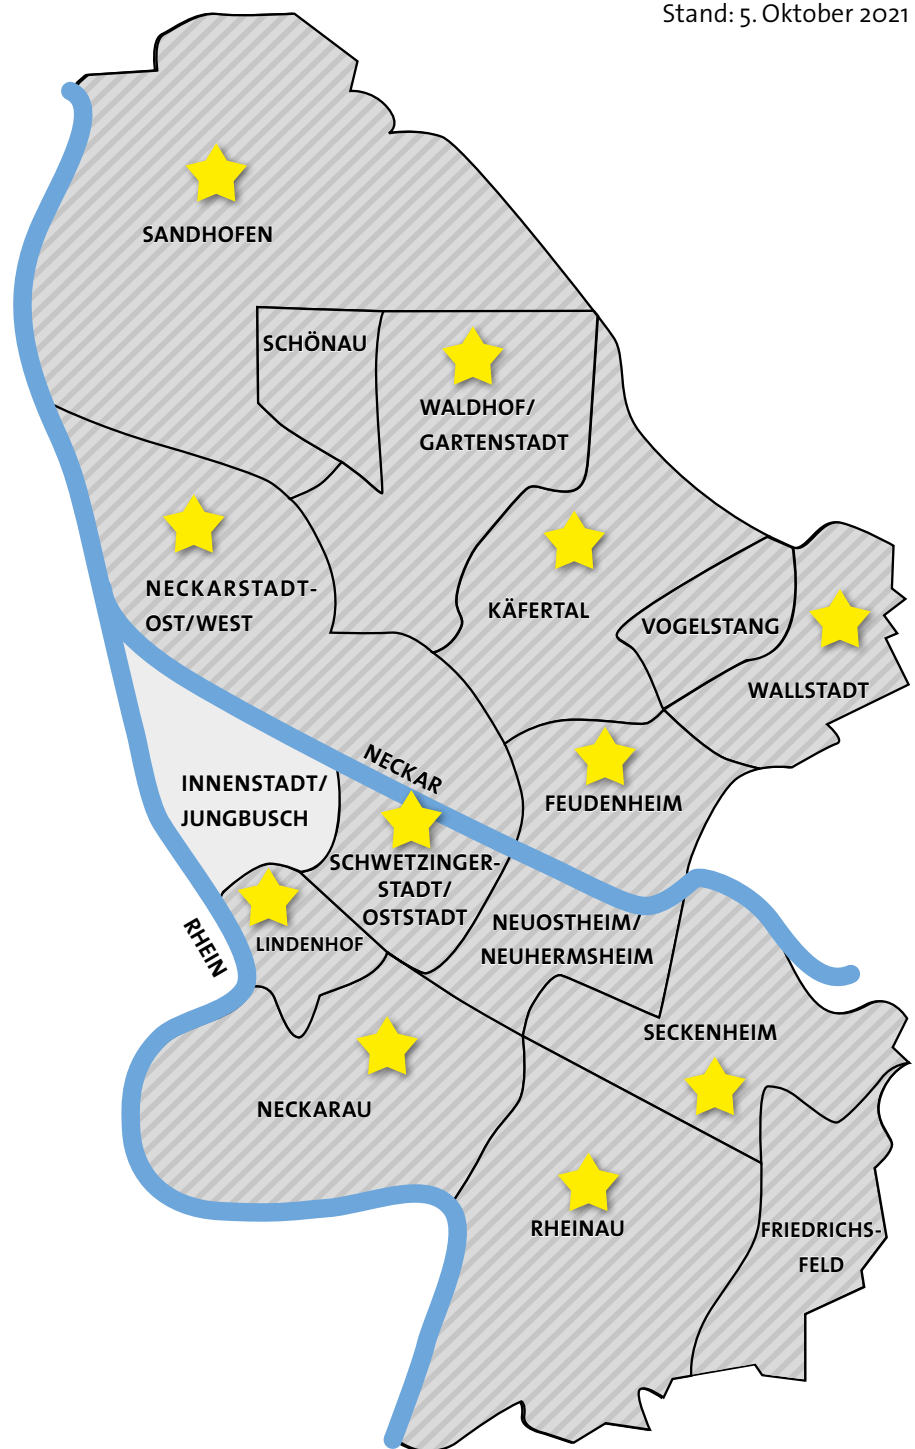 Stand: 5. Oktober 2021
SANDHOFEN
SCHÖNAU
WALDHOF/
GARTENSTADT
NECKARSTADT-
OST/WEST
KÄFERTAL
VOGELSTANG
WALLSTADT
NECKAR
INNENSTADT/
JUNGBUSCH
FEUDENHEIM
SCHWETZINGER-
STADT/
OSTSTADT
RHEIN
LINDENHOF
NEUOSTHEIM/
NEUHERMSHEIM
SECKENHEIM
NECKARAU
RHEINAU
FRIEDRICHS-
FELD